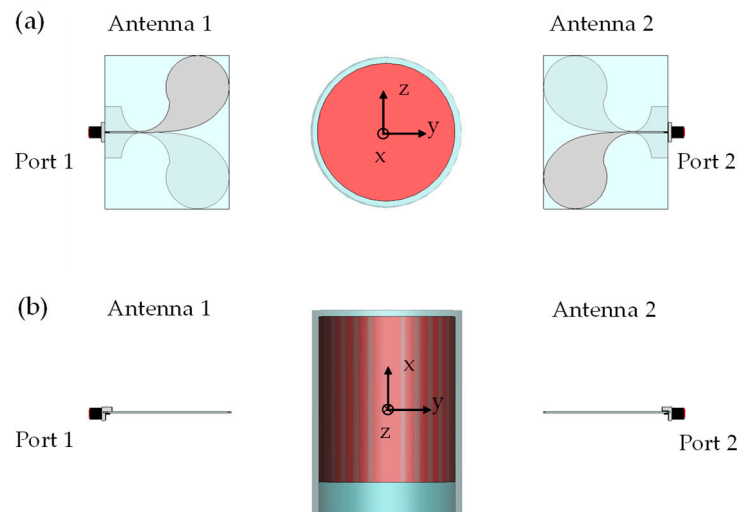 (a)
Antenna 1
Antenna 2
z
y
x
Port 1
Port 2
(b)
Antenna 1
Antenna 2
x
y
z
Port 1
Port 2